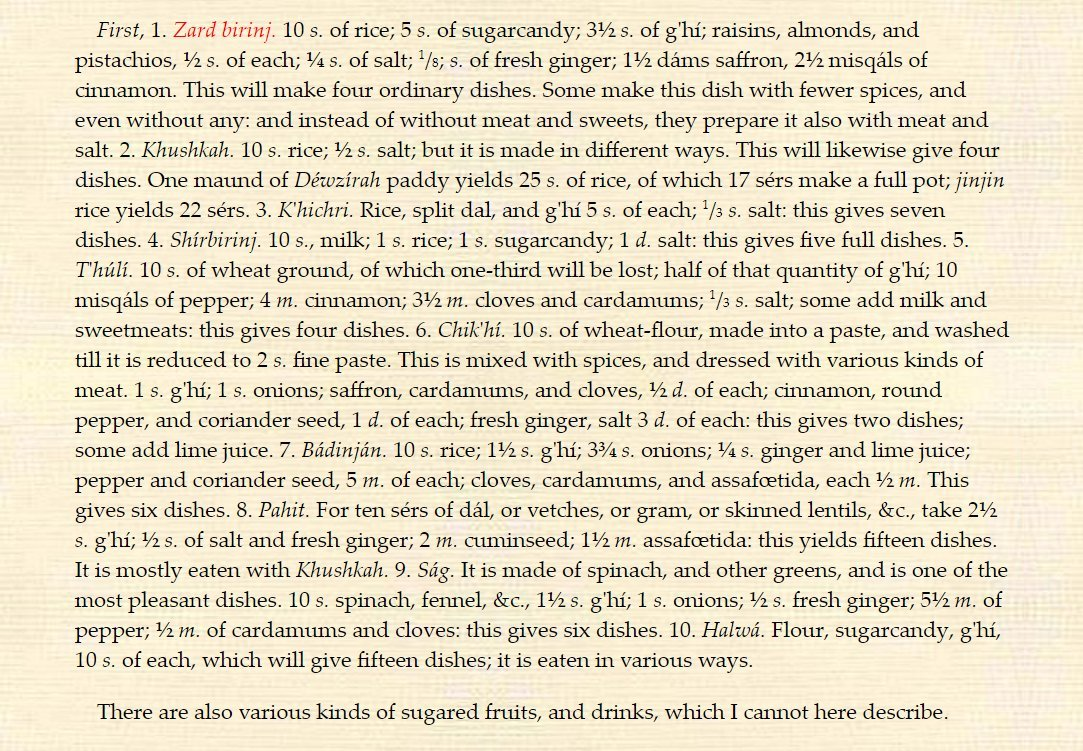 First, 1. Zard birinj. 10 s. of rice; 5 s. of sugarcandy; 3½ s. of g'hí; raisins, almonds, and
pistachios, ½ s. of each; ¼ s. of salt; ¹/8; s. of fresh ginger; 1½ dáms saffron, 2½ misqáls of
cinnamon. This will make four ordinary dishes. Some make this dish with fewer spices, and
even without any: and instead of without meat and sweets, they prepare it also with meat and
salt. 2. Khushkah. 10 s. rice; ½ s. salt; but it is made in different ways. This will likewise give four
dishes. One maund of Déwzírah paddy yields 25 s. of rice, of which 17 sérs make a full pot; jinjin
rice yields 22 sérs. 3. K'hichri. Rice, split dal, and g'hí 5 s. of each; ¹/3 s. salt: this gives seven
dishes. 4. Shírbirinj. 10 s., milk; 1 s. rice; 1 s. sugarcandy; 1 d. salt: this gives five full dishes. 5.
T'húlí. 10 s. of wheat ground, of which one-third will be lost; half of that quantity of g'hí; 10
misqáls of pepper; 4 m. cinnamon; 3½ m. cloves and cardamums; ¹/3 s. salt; some add milk and
sweetmeats: this gives four dishes. 6. Chik'hí. 10 s. of wheat-flour, made into a paste, and washed
till it is reduced to 2 s. fine paste. This is mixed with spices, and dressed with various kinds of
meat. 1 s. g'hí; 1 s. onions; saffron, cardamums, and cloves, ½ d. of each; cinnamon, round
pepper, and coriander seed, 1 d. of each; fresh ginger, salt 3 d. of each: this gives two dishes;
some add lime juice. 7. Bádinján. 10 s. rice; 1½ s. g'hí; 3¾ s. onions; ¼ s. ginger and lime juice;
pepper and coriander seed, 5 m. of each; cloves, cardamums, and assafœtida, each ½ m. This
gives six dishes. 8. Pahit. For ten sérs of dál, or vetches, or gram, or skinned lentils, &c., take 2½
s. g'hí; ½ s. of salt and fresh ginger; 2 m. cuminseed; 1½ m. assafœtida: this yields fifteen dishes.
It is mostly eaten with Khushkah. 9. Ság. It is made of spinach, and other greens, and is one of the
most pleasant dishes. 10 s. spinach, fennel, &c., 1½ s. g'hí; 1 s. onions; ½ s. fresh ginger; 5½ m. of
pepper; ½ m. of cardamums and cloves: this gives six dishes. 10. Halwá. Flour, sugarcandy, g'hí,
10 s. of each, which will give fifteen dishes; it is eaten in various ways.
There are also various kinds of sugared fruits, and drinks, which I cannot here describe.